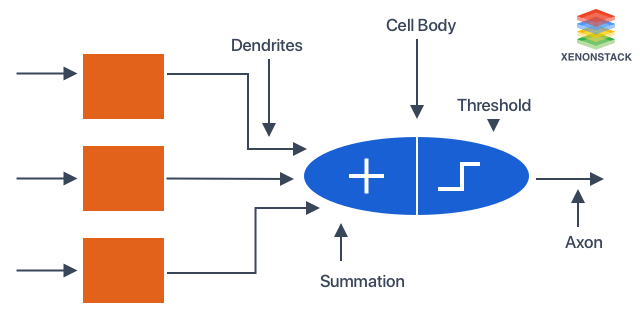 Cell Body
XENONSTACK
Dendrites
Threshold
Axon
Summation